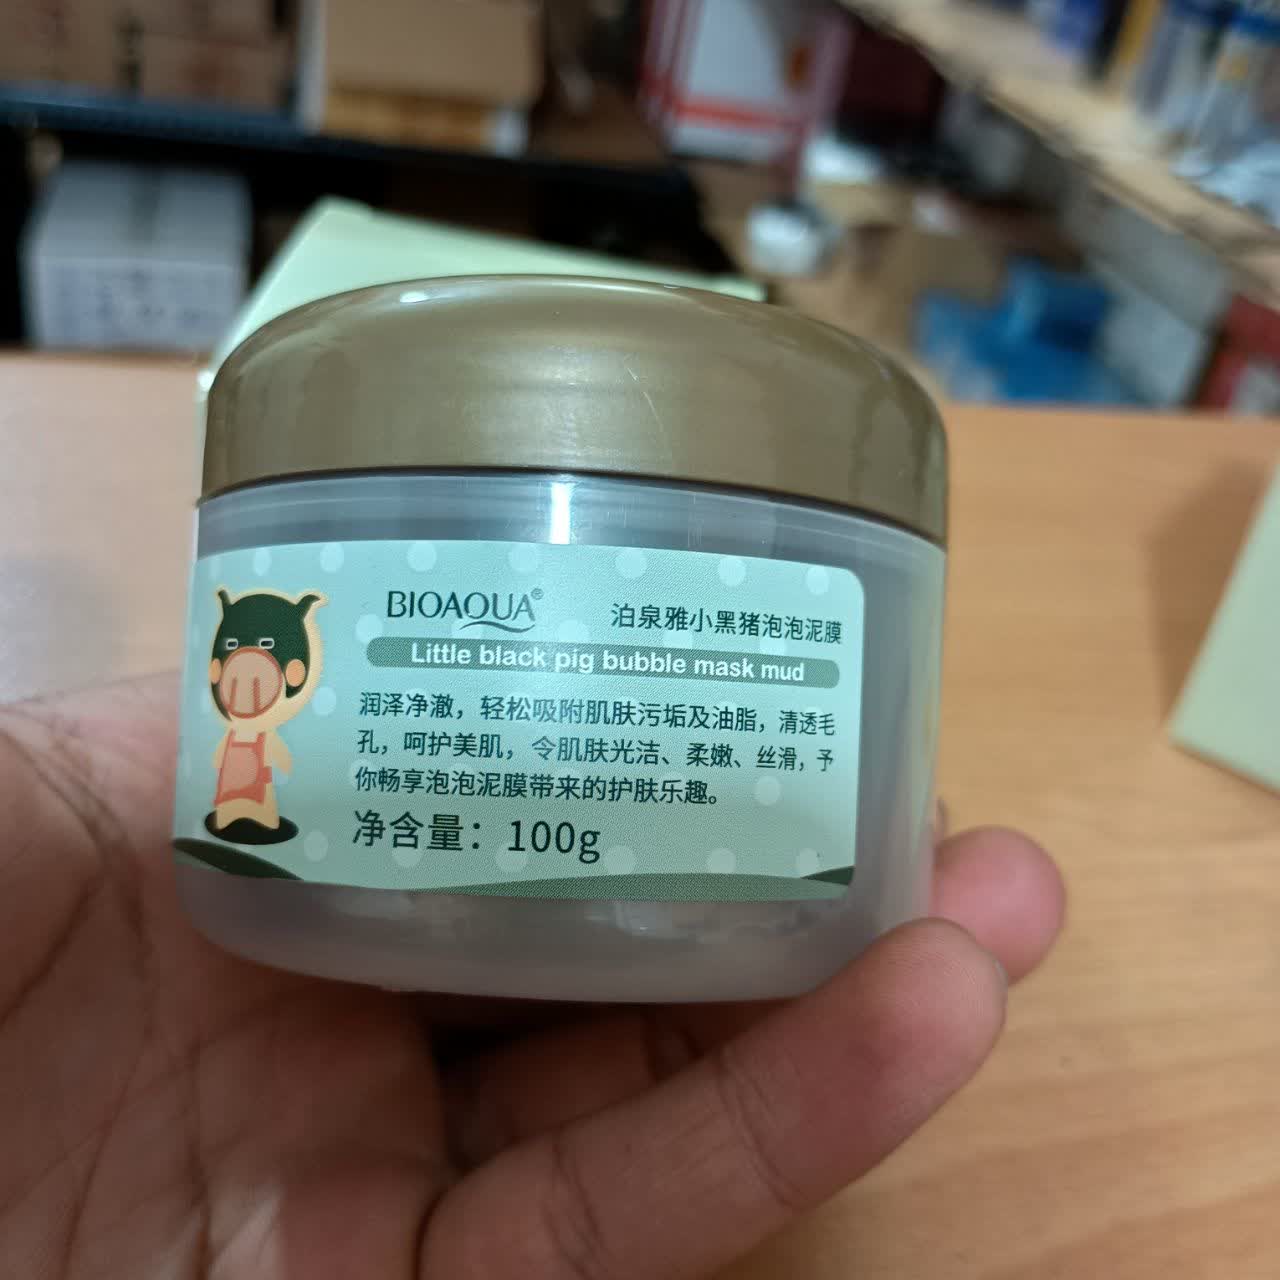 BIOAQUA®
泊泉雅小黑猪泡泡泥膜
Little black pig bubble mask mud
润泽净澈，轻松吸附肌肤污垢及油脂，清透毛
孔，呵护美肌，令肌肤光洁、柔嫩、丝滑，予
你畅享泡泡泥膜带来的护肤乐趣。
净含量：100g